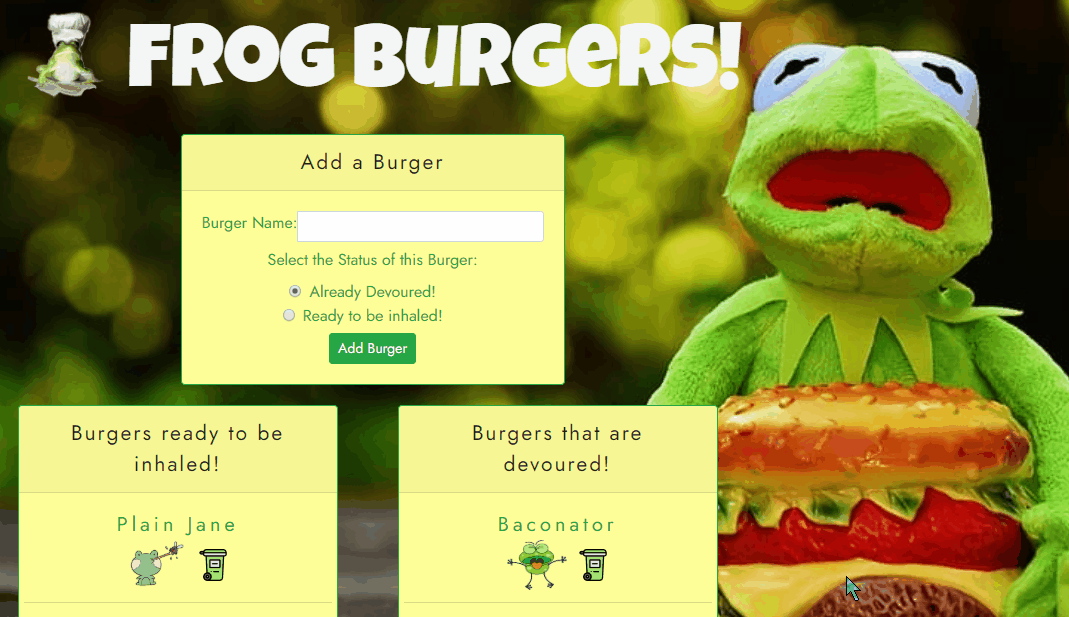 FROG BURGERS!
Add a Burger
Burger Name:
Select the Status of this Burger:
Already Devoured!
Ready to be inhaled!
Add Burger
Burgers ready to be
inhaled!
Plain Jane
Burgers that are
devoured!
Baconator